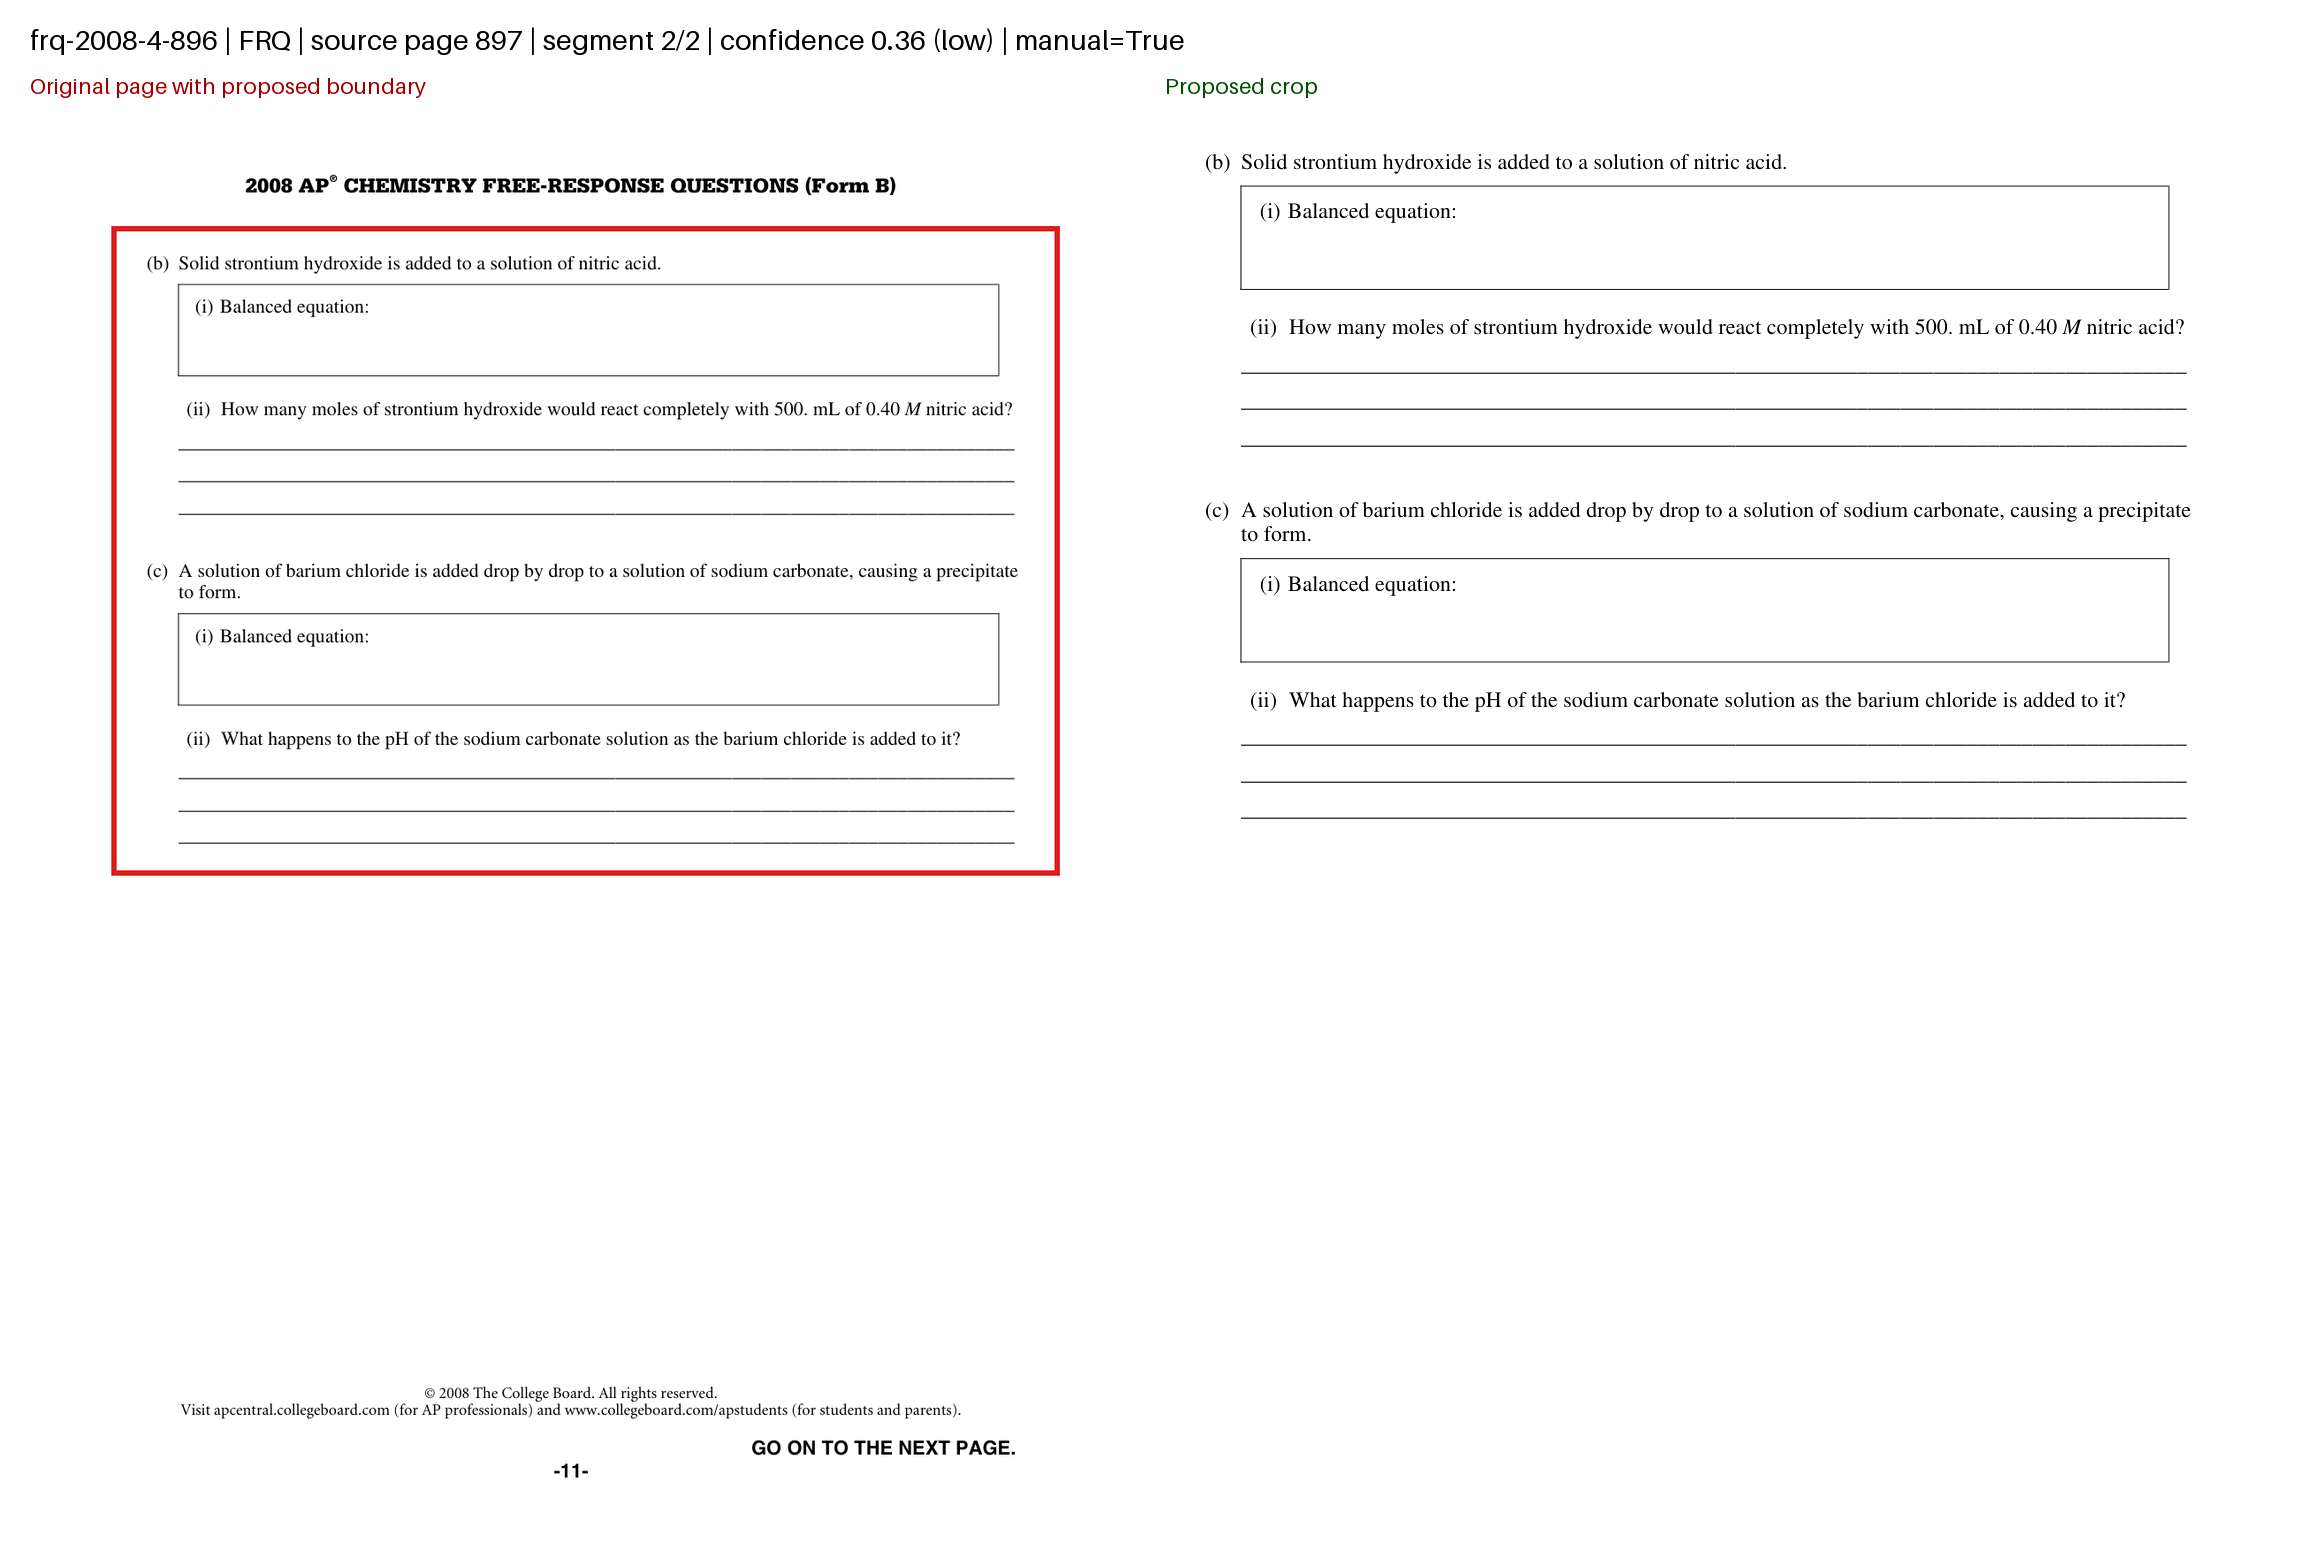 frq-2008-4-896 | FRQ | source page 897 | segment 2/2 | confidence 0.36 (low) | manual=True
Original page with proposed boundary
2008 AP® CHEMISTRY FREE-RESPONSE QUESTIONS (Form B)
(b) Solid strontium hydroxide is added to a solution of nitric acid.
(i) Balanced equation:
(ii) How many moles of strontium hydroxide would react completely with 500. mL of 0.40 M nitric acid?
(c) A solution of barium chloride is added drop by drop to a solution of sodium carbonate, causing a precipitate
to form.
(i) Balanced equation:
(ii) What happens to the pH of the sodium carbonate solution as the barium chloride is added to it?
© 2008 The College Board. All rights reserved.
Visit apcentral.collegeboard.com (for AP professionals) and www.collegeboard.com/apstudents (for students and parents).
GO ON TO THE NEXT PAGE.
-11-
Proposed crop
(b) Solid strontium hydroxide is added to a solution of nitric acid.
(i) Balanced equation:
(ii) How many moles of strontium hydroxide would react completely with 500. mL of 0.40 M nitric acid?
(c) A solution of barium chloride is added drop by drop to a solution of sodium carbonate, causing a precipitate
to form.
(i) Balanced equation:
(ii) What happens to the pH of the sodium carbonate solution as the barium chloride is added to it?